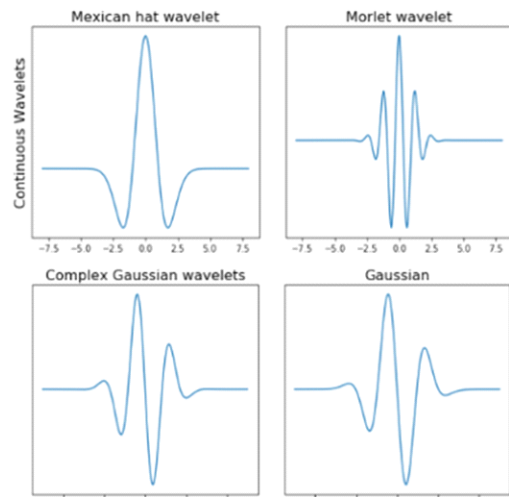 Mexican hat wavelet
Morlet wavelet
Continuous Wavelets
−7.5 −5.0 −2.5 0.0 2.5 5.0 7.5
−7.5 −5.0 −2.5 0.0 2.5 5.0 7.5
Complex Gaussian wavelets
Gaussian